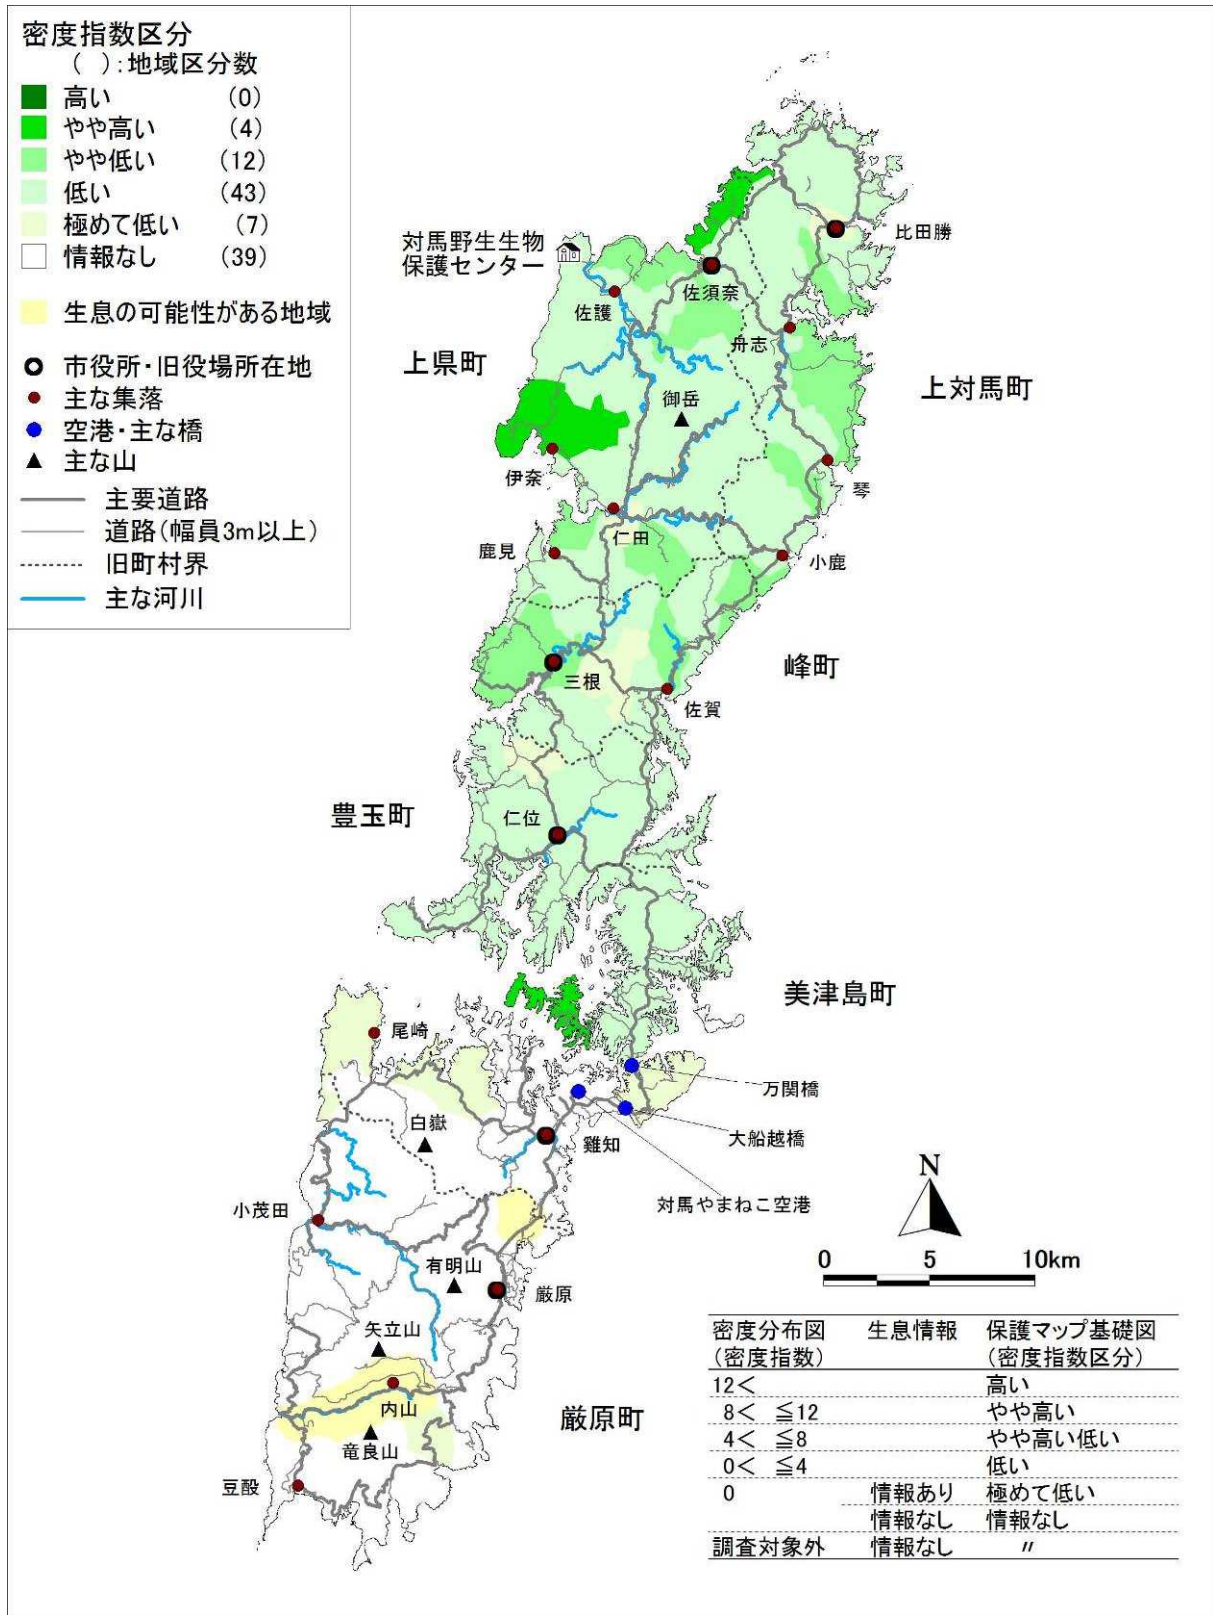 密度指数区分
( ):地域区分数
高い (0)
やや高い (4)
やや低い (12)
低い (43)
極めて低い (7)
情報なし (39)
生息の可能性がある地域
市役所・旧役場所在地
主な集落
空港・主な橋
主な山
主要道路
道路(幅員3m以上)
旧町村界
主な河川
対馬野生生物
保護センター
比田勝
佐須奈
佐護
舟志
上県町
上対馬町
御岳
伊奈
琴
仁田
鹿見
小鹿
峰町
三根
佐賀
豊玉町
仁位
美津島町
尾崎
万関橋
白嶽
大船越橋
雞知
対馬やまねこ空港
小茂田
N
有明山
厳原
0 5 10km
矢立山
内山
厳原町
竜良山
豆酘
密度分布図 生息情報 保護マップ基礎図
(密度指数) (密度指数区分)
12< 高い
8< ≦12 やや高い
4< ≦8 やや高い低い
0< ≦4 低い
0 情報あり 極めて低い
情報なし 情報なし
調査対象外 情報なし 〃